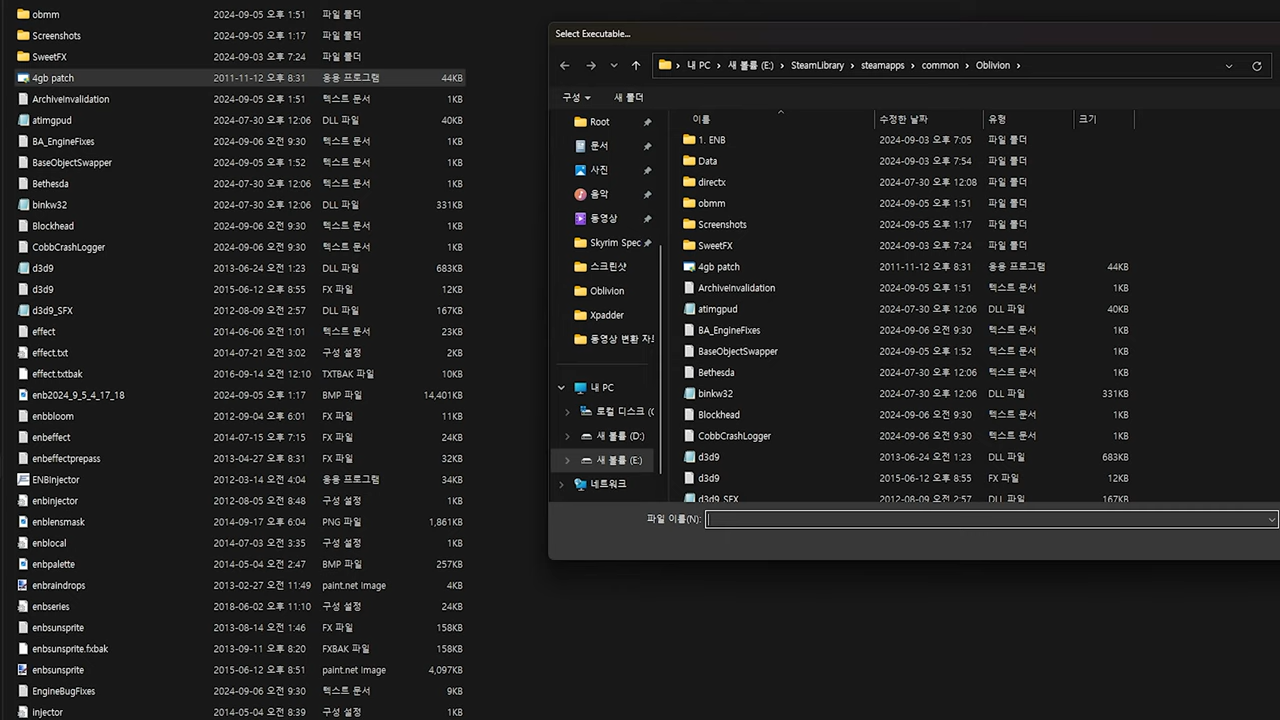 obmm 2024-09-05 오후 1:51 파일 폴더
Screenshots 2024-09-05 오후 1:17 파일 폴더
SweetFX 2024-09-03 오후 7:24 파일 폴더
4gb patch 2011-11-12 오후 8:31 응용 프로그램 44KB
ArchiveInvalidation 2024-09-05 오후 1:51 텍스트 문서 1KB
atimgpud 2024-07-30 오후 12:06 DLL 파일 40KB
BA_EngineFixes 2024-09-06 오전 9:30 텍스트 문서 1KB
BaseObjectSwapper 2024-09-05 오후 1:52 텍스트 문서 1KB
Bethesda 2024-07-30 오후 12:06 텍스트 문서 1KB
binkw32 2024-07-30 오후 12:06 DLL 파일 331KB
Blockhead 2024-09-06 오전 9:30 텍스트 문서 1KB
CobbCrashLogger 2024-09-06 오전 9:30 텍스트 문서 1KB
d3d9 2013-06-24 오전 1:23 DLL 파일 683KB
d3d9 2015-06-12 오후 8:55 FX 파일 12KB
d3d9_SFX 2012-08-09 오전 2:57 DLL 파일 167KB
effect 2014-06-06 오전 1:01 텍스트 문서 23KB
effect.txt 2014-07-21 오후 3:02 구성 설정 2KB
effect.txtbak 2016-09-14 오전 12:10 TXTBAK 파일 10KB
enb2024_9_5_4_17_18 2024-09-05 오후 1:17 BMP 파일 14,401KB
enbbloom 2012-09-04 오후 6:01 FX 파일 11KB
enbeffect 2014-07-15 오후 7:15 FX 파일 24KB
enbeffectprepass 2014-07-03 오후 9:31 FX 파일 32KB
ENBInjector 2012-03-14 오후 4:04 응용 프로그램 34KB
enbinjector 2012-08-05 오전 8:48 구성 설정 1KB
enblensmask 2014-09-17 오후 6:04 PNG 파일 1,861KB
enblocal 2014-07-03 오전 3:35 구성 설정 1KB
enbpalette 2014-05-04 오후 2:47 BMP 파일 257KB
enbraindrops 2013-02-27 오전 11:49 paint.net Image 4KB
enbseries 2018-06-02 오후 11:10 구성 설정 24KB
enbsunsprite 2013-08-14 오후 1:46 FX 파일 158KB
enbsunsprite.fxbak 2013-09-11 오후 8:20 FXBAK 파일 158KB
enbsunsprite 2015-06-12 오후 8:51 paint.net Image 4,097KB
EngineBugFixes 2024-09-06 오전 9:30 텍스트 문서 9KB
injector 2014-05-04 오후 8:39 구성 설정 1KB
Select Executable...
내 PC 새 볼륨 (E:) SteamLibrary steamapps common Oblivion
구성 새 폴더
Root
문서
사진
음악
동영상
Skyrim Spec
스크린샷
Oblivion
Xpadder
동영상 변환 자
내 PC
로컬 디스크 (C
새 볼륨 (D:)
새 볼륨 (E:)
네트워크
이름 수정한 날짜 유형 크기
1. ENB 2024-09-03 오후 7:05 파일 폴더
Data 2024-09-03 오후 7:54 파일 폴더
directx 2024-07-30 오후 12:08 파일 폴더
obmm 2024-09-05 오후 1:51 파일 폴더
Screenshots 2024-09-05 오후 1:17 파일 폴더
SweetFX 2024-09-03 오후 7:24 파일 폴더
4gb patch 2011-11-12 오후 8:31 응용 프로그램 44KB
ArchiveInvalidation 2024-09-05 오후 1:51 텍스트 문서 1KB
atimgpud 2024-07-30 오후 12:06 DLL 파일 40KB
BA_EngineFixes 2024-09-06 오전 9:30 텍스트 문서 1KB
BaseObjectSwapper 2024-09-05 오후 1:52 텍스트 문서 1KB
Bethesda 2024-07-30 오후 12:06 텍스트 문서 1KB
binkw32 2024-07-30 오후 12:06 DLL 파일 331KB
Blockhead 2024-09-06 오전 9:30 텍스트 문서 1KB
CobbCrashLogger 2024-09-06 오전 9:30 텍스트 문서 1KB
d3d9 2013-06-24 오전 1:23 DLL 파일 683KB
d3d9 2015-06-12 오후 8:55 FX 파일 12KB
d3d9_SFX 2012-08-09 오전 2:57 DLL 파일 167KB
파일 이름(N):